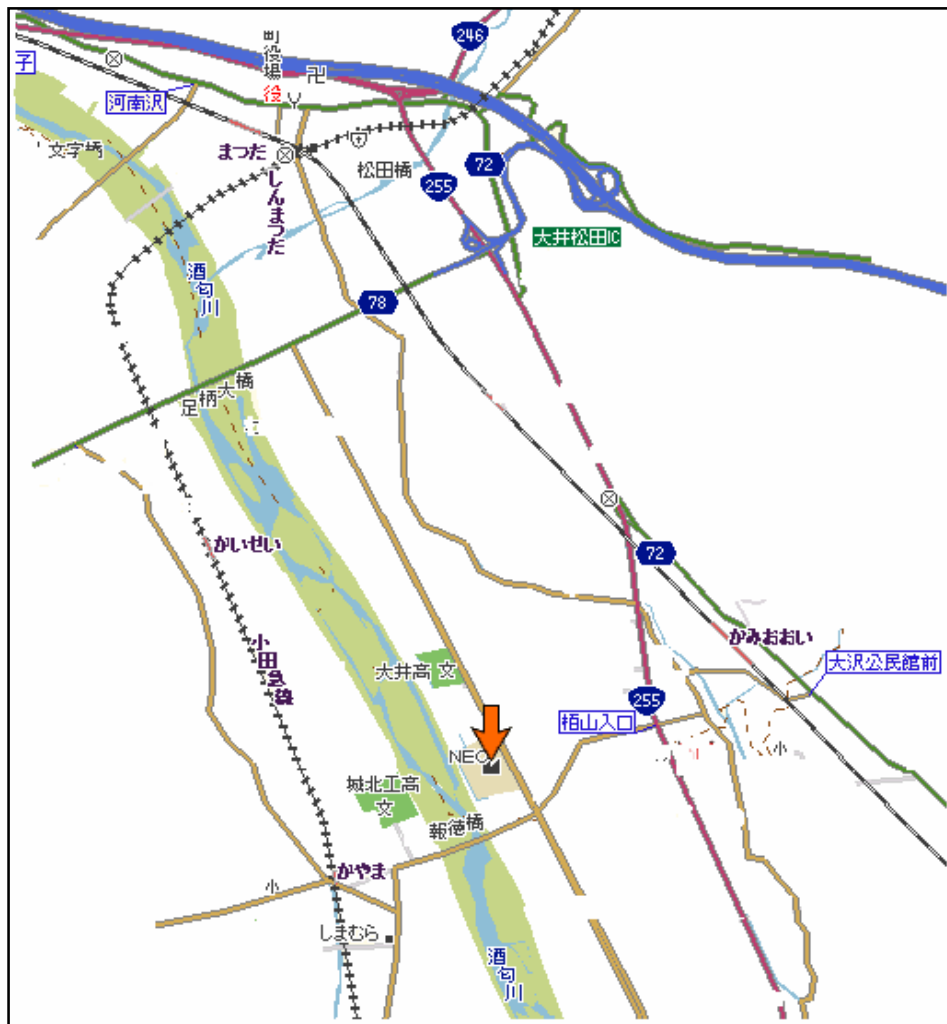 246
町役場
子
卍
役
河南沢
文
文字橋
まつだ
松田橋
72
255
しんまつだ
大井松田IC
酒匂川
78
足柄大橋
かいせい
72
小田急線
かみおおい
大井高 文
大沢公民館前
255
栢山入口
小
NEC
城北工高
文
報徳橋
かやま
小
しまむら
酒匂川